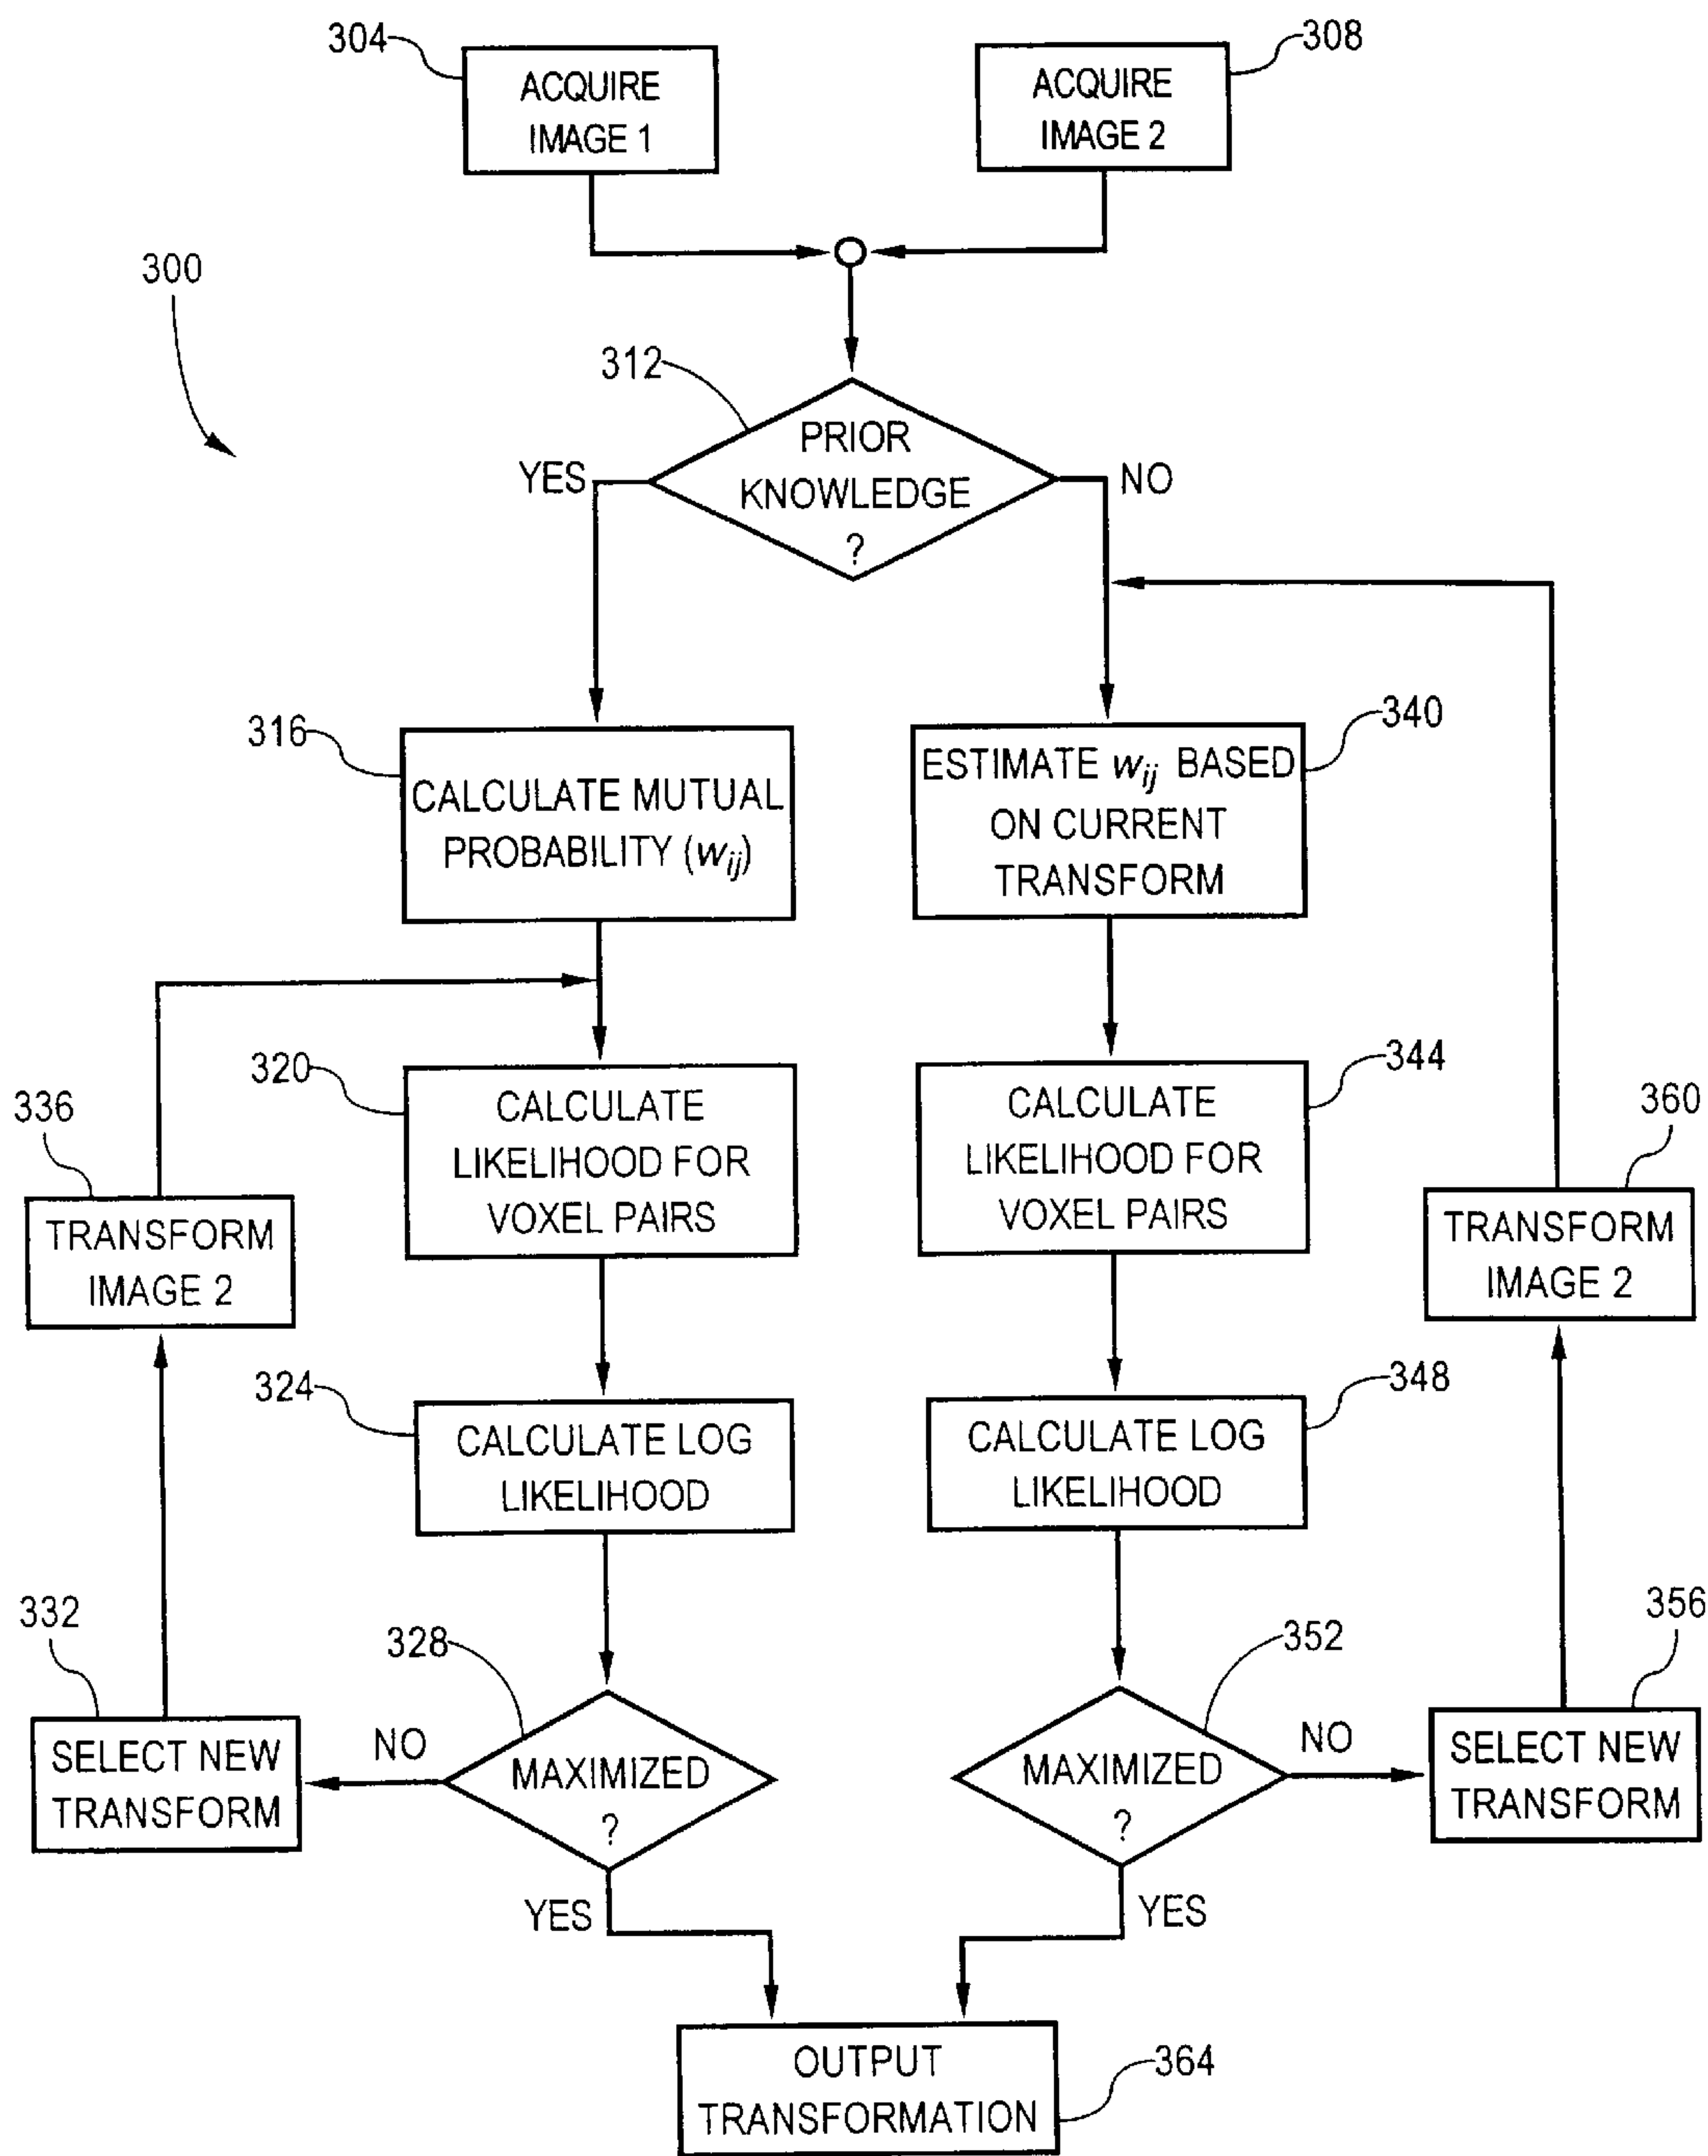 304
ACQUIRE
IMAGE 1
308
ACQUIRE
IMAGE 2
300
312
PRIOR
KNOWLEDGE
?
YES
NO
316
CALCULATE MUTUAL
PROBABILITY (wij)
340
ESTIMATE wij BASED
ON CURRENT
TRANSFORM
336
TRANSFORM
IMAGE 2
320
CALCULATE
LIKELIHOOD FOR
VOXEL PAIRS
344
CALCULATE
LIKELIHOOD FOR
VOXEL PAIRS
360
TRANSFORM
IMAGE 2
324
CALCULATE LOG
LIKELIHOOD
348
CALCULATE LOG
LIKELIHOOD
332
SELECT NEW
TRANSFORM
NO
328
MAXIMIZED
?
YES
352
MAXIMIZED
?
YES
NO
356
SELECT NEW
TRANSFORM
OUTPUT
TRANSFORMATION
364